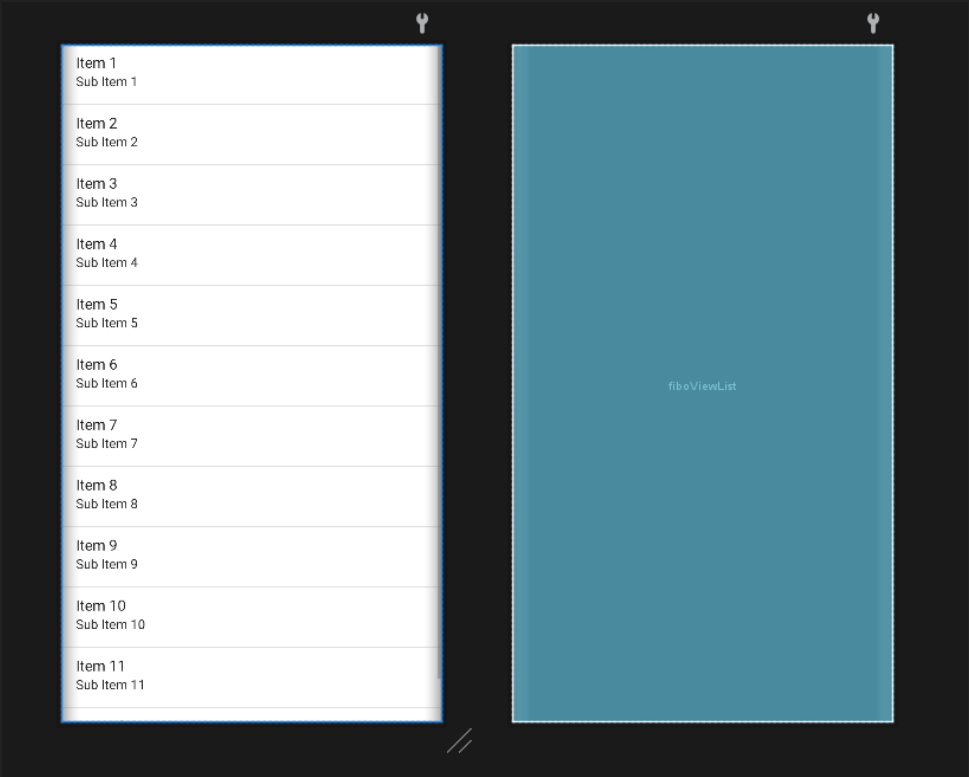 Item 1
Sub Item 1
Item 2
Sub Item 2
Item 3
Sub Item 3
Item 4
Sub Item 4
Item 5
Sub Item 5
Item 6
Sub Item 6
Item 7
Sub Item 7
Item 8
Sub Item 8
Item 9
Sub Item 9
Item 10
Sub Item 10
Item 11
Sub Item 11
fiboViewList